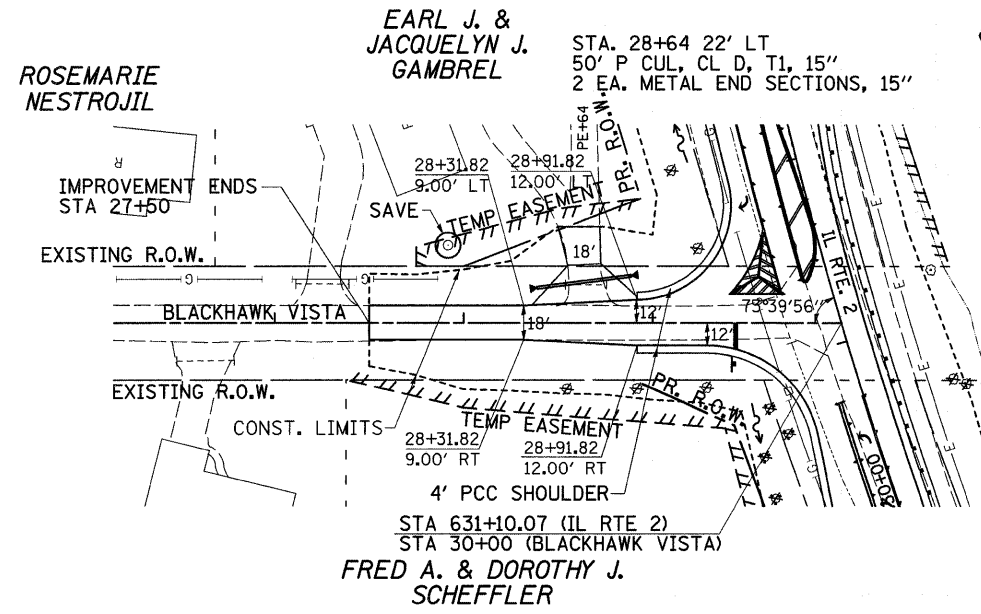 EARL J. &
JACQUELYN J.
GAMBREL
STA. 28+64 22' LT
50' P CUL, CL D, T1, 15"
2 EA. METAL END SECTIONS, 15"
ROSEMARIE
NESTROJIL
PE+64
PR. R.O.W.
R
28+31.82
9.00' LT
28+91.82
12.00' LT
IMPROVEMENT ENDS
STA 27+50
SAVE
TEMP EASEMENT
EXISTING R.O.W.
18'
G
G
IL RTE. 2
BLACKHAWK VISTA
18'
12'
12'
73°39'56"
EXISTING R.O.W.
PR. R.O.W.
CONST. LIMITS
TEMP EASEMENT
28+31.82
9.00' RT
28+91.82
12.00' RT
4' PCC SHOULDER
STA 631+10.07 (IL RTE 2)
STA 30+00 (BLACKHAWK VISTA)
FRED A. & DOROTHY J.
SCHEFFLER
G
G
E
E
E
E